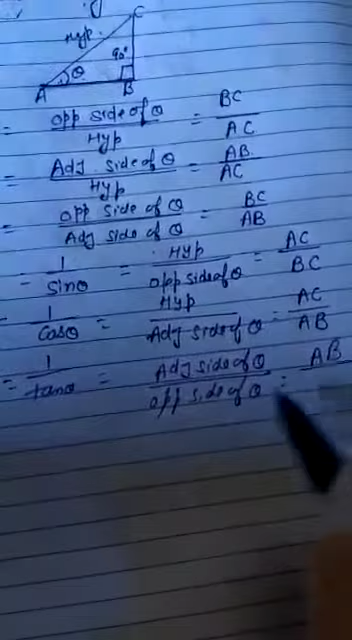 C
Hyp.
90°
θ
A
B
= opp side of θ / Hyp = BC / AC
= Adj. side of θ / Hyp = AB. / AC
= opp side of θ / Adj side of θ = BC / AB
= 1 / sinθ = Hyp / opp side of θ = AC / BC
= 1 / cosθ = Hyp / Adj side of θ = AC / AB
= 1 / tanθ = Adj side of θ / opp side of θ = AB